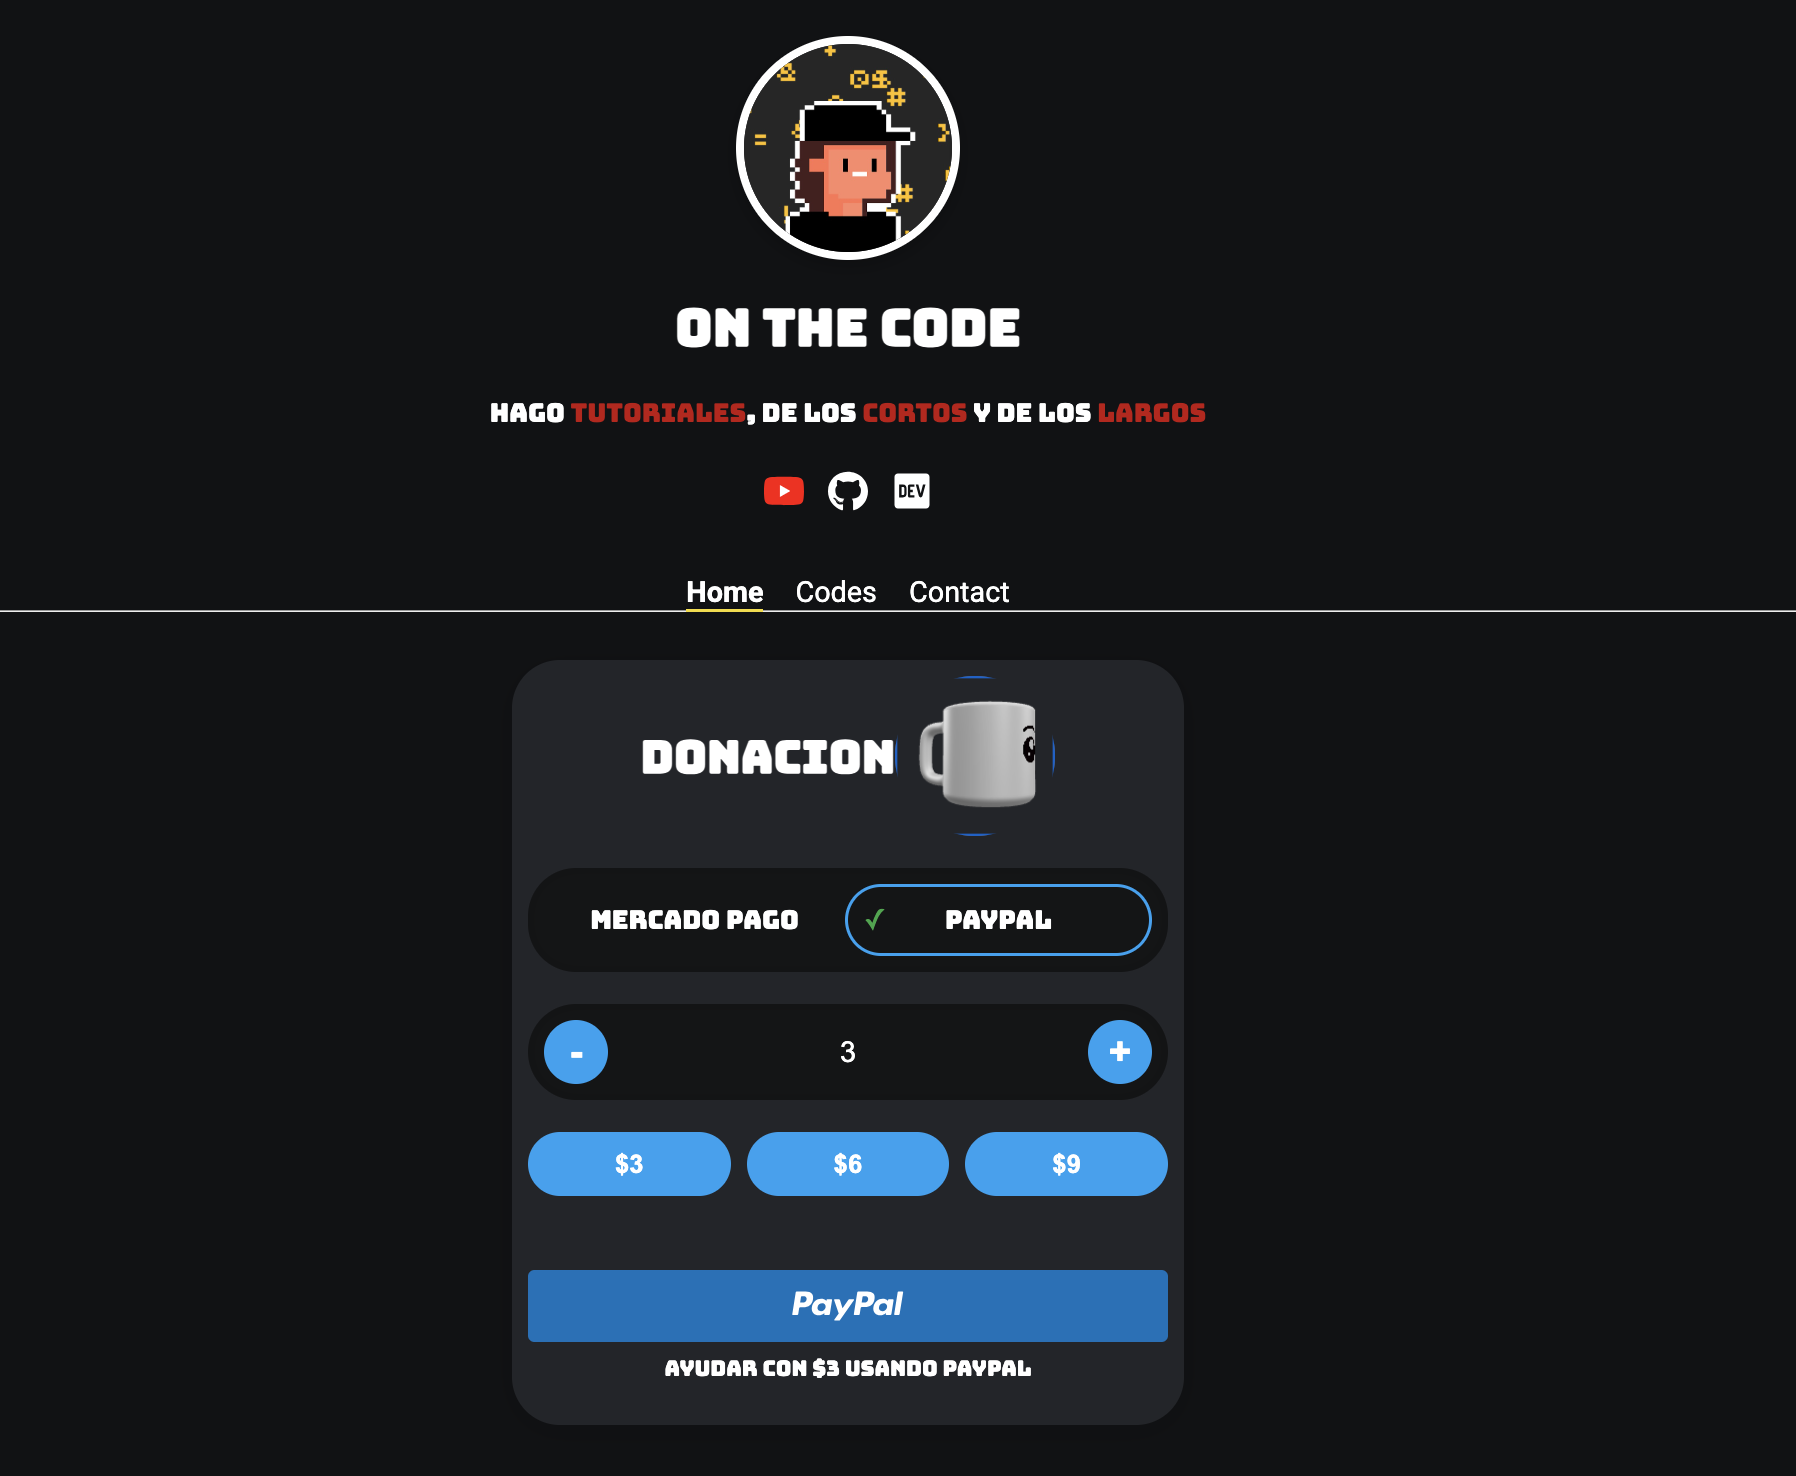 ON THE CODE
HAGO TUTORIALES, DE LOS CORTOS Y DE LOS LARGOS
DEV
Home Codes Contact
DONACION
MERCADO PAGO ✓ PAYPAL
- 3 +
$3 $6 $9
PayPal
AYUDAR CON $3 USANDO PAYPAL